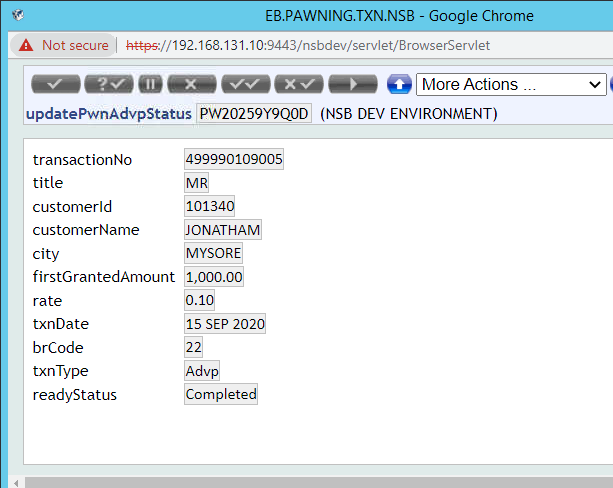 EB.PAWNING.TXN.NSB - Google Chrome
Not secure https://192.168.131.10:9443/nsbdev/servlet/BrowserServlet
More Actions ...
updatePwnAdvpStatus PW20259Y9Q0D (NSB DEV ENVIRONMENT)
transactionNo 499990109005
title MR
customerId 101340
customerName JONATHAM
city MYSORE
firstGrantedAmount 1,000.00
rate 0.10
txnDate 15 SEP 2020
brCode 22
txnType Advp
readyStatus Completed